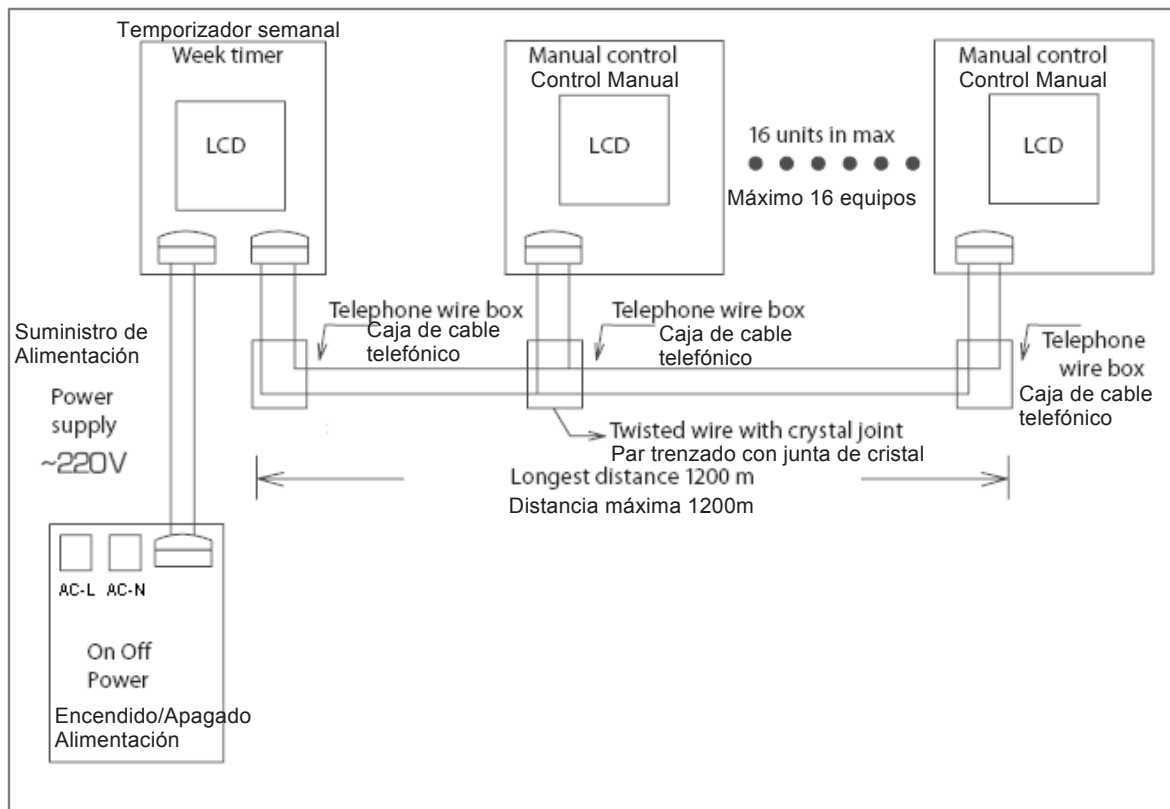 Temporizador semanal
Week timer
LCD
Manual control
Control Manual
LCD
16 units in max
Máximo 16 equipos
Manual control
Control Manual
LCD
Telephone wire box
Caja de cable
telefónico
Telephone wire box
Caja de cable
telefónico
Telephone
wire box
Caja de cable
telefónico
Suministro de
Alimentación
Power
supply
~220V
Twisted wire with crystal joint
Par trenzado con junta de cristal
Longest distance 1200 m
Distancia máxima 1200m
AC-L AC-N
On Off
Power
Encendido/Apagado
Alimentación